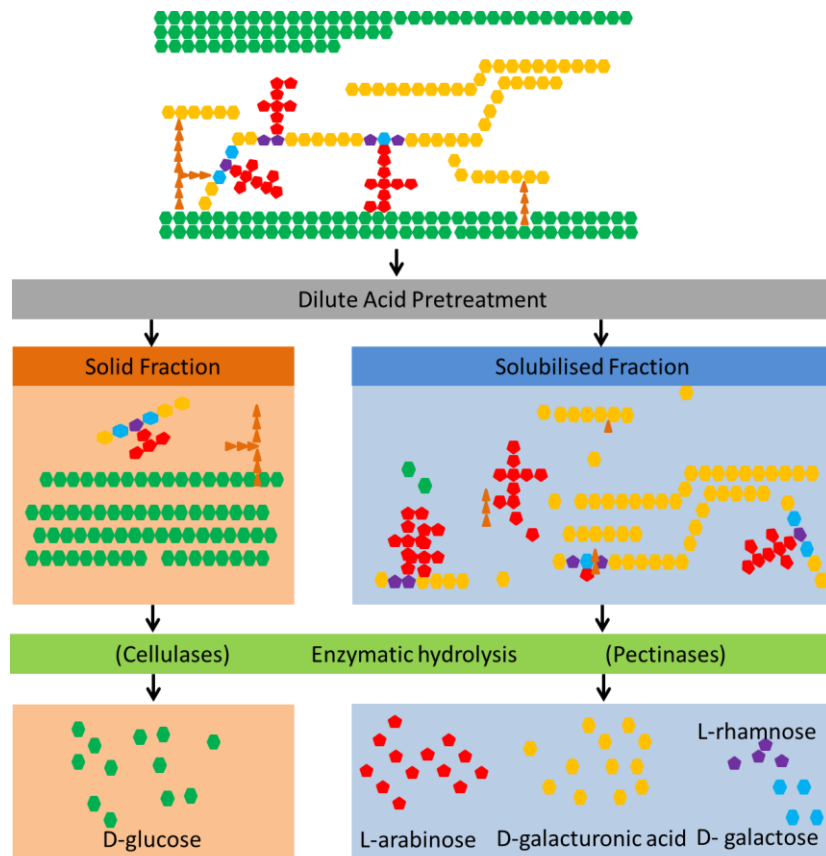 Dilute Acid Pretreatment
Solid Fraction
Solubilised Fraction
(Cellulases) Enzymatic hydrolysis (Pectinases)
L-rhamnose
D-glucose
L-arabinose
D-galacturonic acid
D- galactose